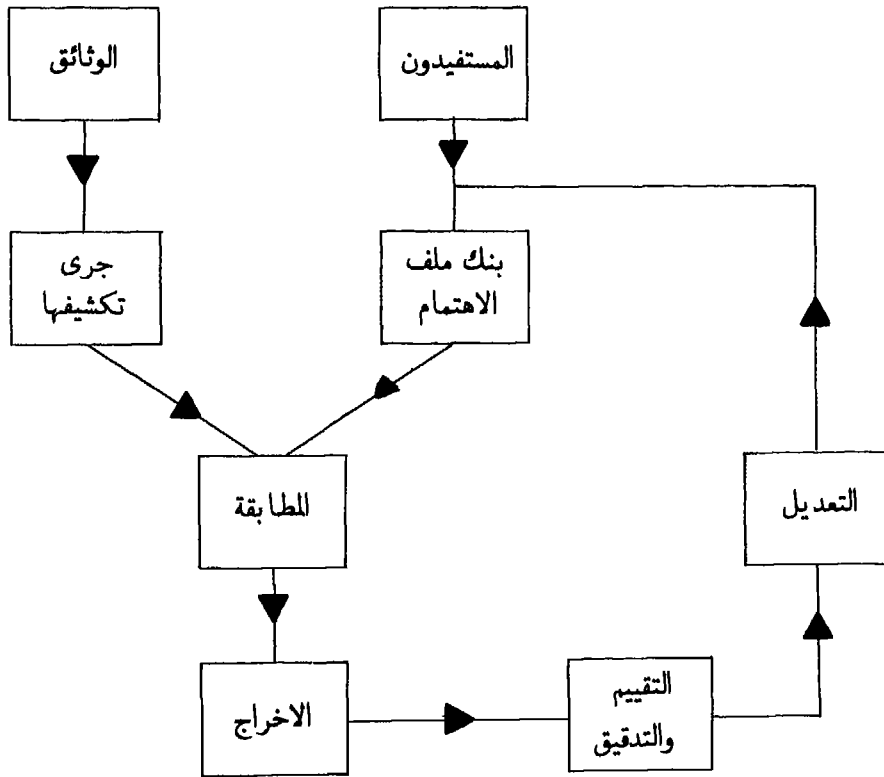 المستفيدون
الوثائق
بنك ملف
الاهتمام
جرى
تكشيفها
المطابقة
التعديل
الاخراج
التقييم
والتدقيق